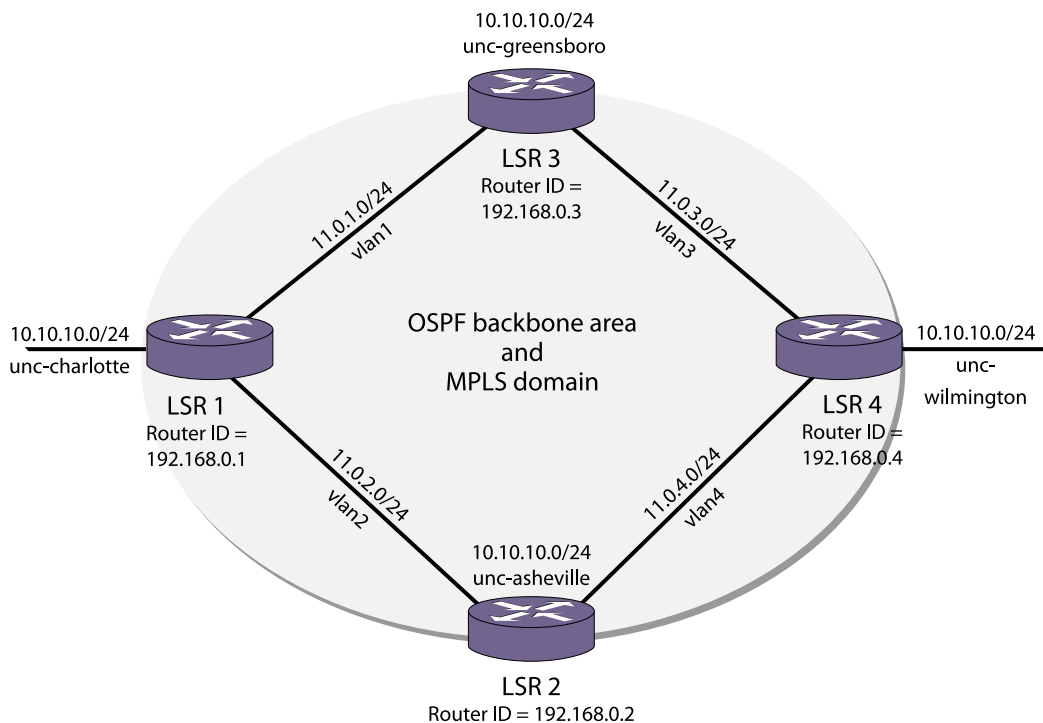 10.10.10.0/24
unc-greensboro
LSR 3
Router ID =
192.168.0.3
11.0.1.0/24
vlan1
11.0.3.0/24
vlan3
10.10.10.0/24
unc-charlotte
OSPF backbone area
and
MPLS domain
10.10.10.0/24
unc-
wilmington
LSR 1
Router ID =
192.168.0.1
LSR 4
Router ID =
192.168.0.4
11.0.2.0/24
vlan2
11.0.4.0/24
vlan4
10.10.10.0/24
unc-asheville
LSR 2
Router ID = 192.168.0.2